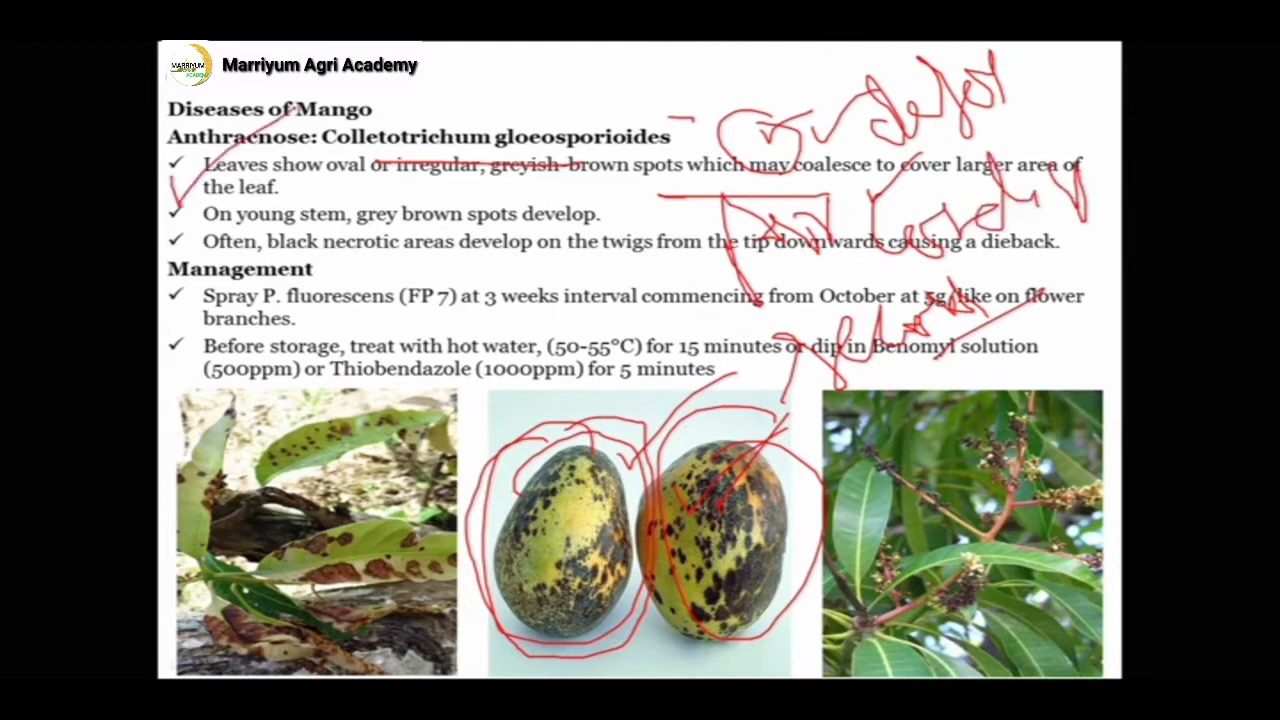 MARRIYUM
ACADEMY
Marriyum Agri Academy
Diseases of Mango
Anthracnose: Colletotrichum gloeosporioides
✓ Leaves show oval or irregular, greyish-brown spots which may coalesce to cover larger area of
the leaf.
✓ On young stem, grey brown spots develop.
✓ Often, black necrotic areas develop on the twigs from the tip downwards causing a dieback.
Management
✓ Spray P. fluorescens (FP 7) at 3 weeks interval commencing from October at 5g/like on flower
branches.
✓ Before storage, treat with hot water, (50-55°C) for 15 minutes or dip in Benomyl solution
(500ppm) or Thiobendazole (1000ppm) for 5 minutes